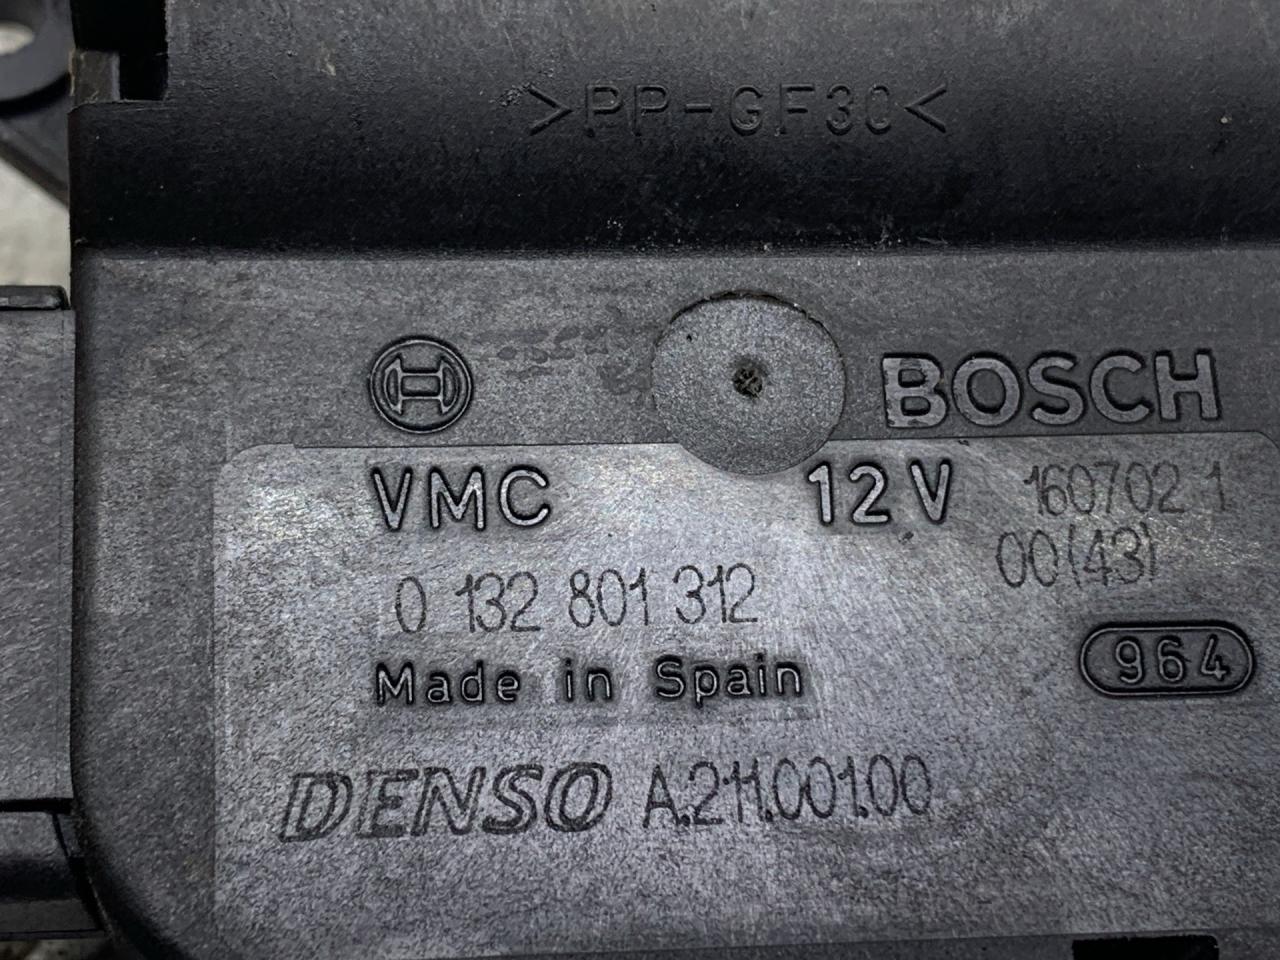 >PP-GF30<
BOSCH
VMC 12V 160702 1
00(43)
0 132 801 312
964
Made in Spain
DENSO A.211.001.00